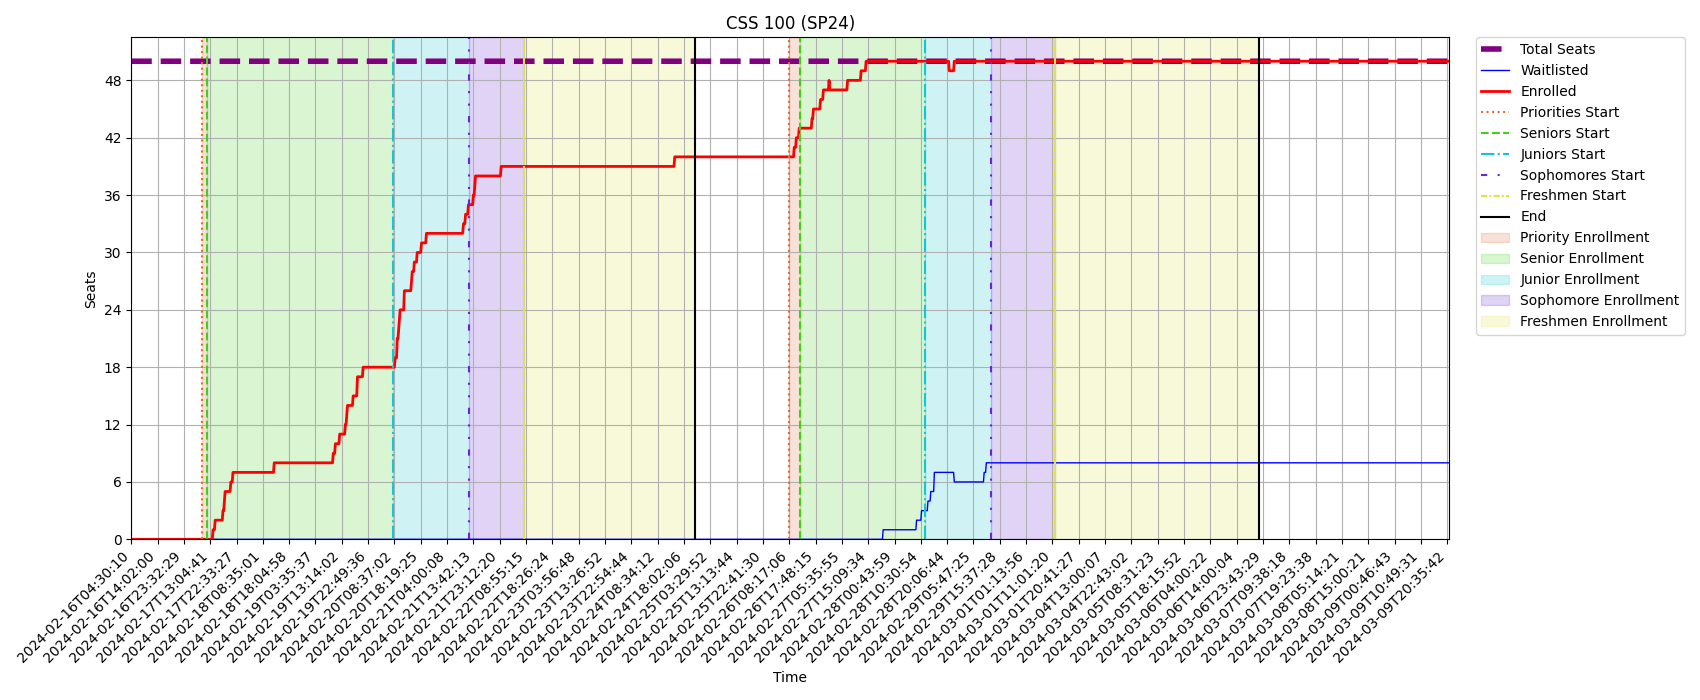 CSS 100 (SP24)
Seats
48
42
36
30
24
18
12
6
0
2024-02-16T04:30:10
2024-02-16T14:02:00
2024-02-16T23:32:29
2024-02-17T13:04:41
2024-02-17T22:33:27
2024-02-18T08:35:01
2024-02-18T18:04:58
2024-02-19T03:35:37
2024-02-19T13:14:02
2024-02-19T22:49:36
2024-02-20T08:37:02
2024-02-20T18:19:25
2024-02-21T04:00:08
2024-02-21T13:42:13
2024-02-21T23:12:20
2024-02-22T08:55:15
2024-02-22T18:26:24
2024-02-23T03:56:48
2024-02-23T13:26:52
2024-02-23T22:54:44
2024-02-24T08:34:12
2024-02-24T18:02:06
2024-02-25T03:29:52
2024-02-25T13:13:44
2024-02-25T22:41:30
2024-02-26T08:17:06
2024-02-26T17:48:15
2024-02-27T05:35:55
2024-02-27T15:09:34
2024-02-28T00:43:59
2024-02-28T10:30:54
2024-02-28T20:06:44
2024-02-29T05:47:25
2024-02-29T15:37:28
2024-03-01T01:13:56
2024-03-01T11:01:20
2024-03-01T20:41:27
2024-03-04T13:00:07
2024-03-04T22:43:02
2024-03-05T08:31:23
2024-03-05T18:15:52
2024-03-06T04:00:22
2024-03-06T14:00:04
2024-03-06T23:43:29
2024-03-07T09:38:18
2024-03-07T19:23:38
2024-03-08T05:14:21
2024-03-08T15:00:21
2024-03-09T00:46:43
2024-03-09T10:49:31
2024-03-09T20:35:42
Time
Total Seats
Waitlisted
Enrolled
Priorities Start
Seniors Start
Juniors Start
Sophomores Start
Freshmen Start
End
Priority Enrollment
Senior Enrollment
Junior Enrollment
Sophomore Enrollment
Freshmen Enrollment